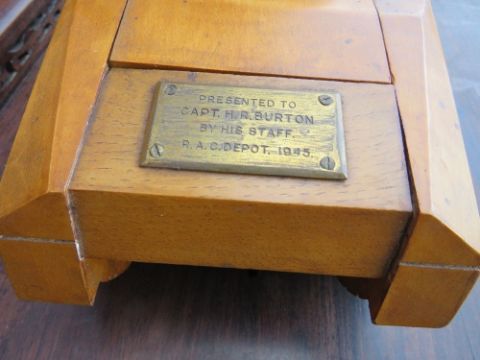 PRESENTED TO
CAPT. H. R. BURTON
BY HIS STAFF.
R. A. C. DEPOT. 1945.